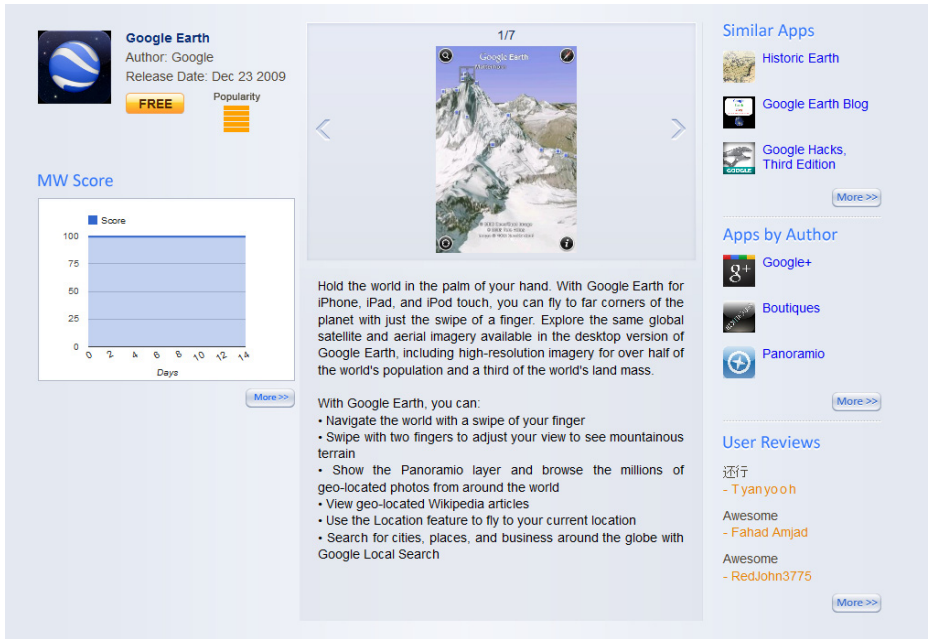 Google Earth
Author: Google
Release Date: Dec 23 2009
FREE
Popularity
MW Score
Score
100
75
50
25
0
0 2 4 6 8 10 12 14
Days
More >>
1/7
Google Earth
Hold the world in the palm of your hand. With Google Earth for
iPhone, iPad, and iPod touch, you can fly to far corners of the
planet with just the swipe of a finger. Explore the same global
satellite and aerial imagery available in the desktop version of
Google Earth, including high-resolution imagery for over half of
the world's population and a third of the world's land mass.
With Google Earth, you can:
• Navigate the world with a swipe of your finger
• Swipe with two fingers to adjust your view to see mountainous
terrain
• Show the Panoramio layer and browse the millions of
geo-located photos from around the world
• View geo-located Wikipedia articles
• Use the Location feature to fly to your current location
• Search for cities, places, and business around the globe with
Google Local Search
Similar Apps
Historic Earth
Google Earth Blog
GOOGLE
Google Hacks,
Third Edition
More >>
Apps by Author
g+
Google+
Boutiques
Panoramio
More >>
User Reviews
还行
- Tyanyooh
Awesome
- Fahad Amjad
Awesome
- RedJohn3775
More >>